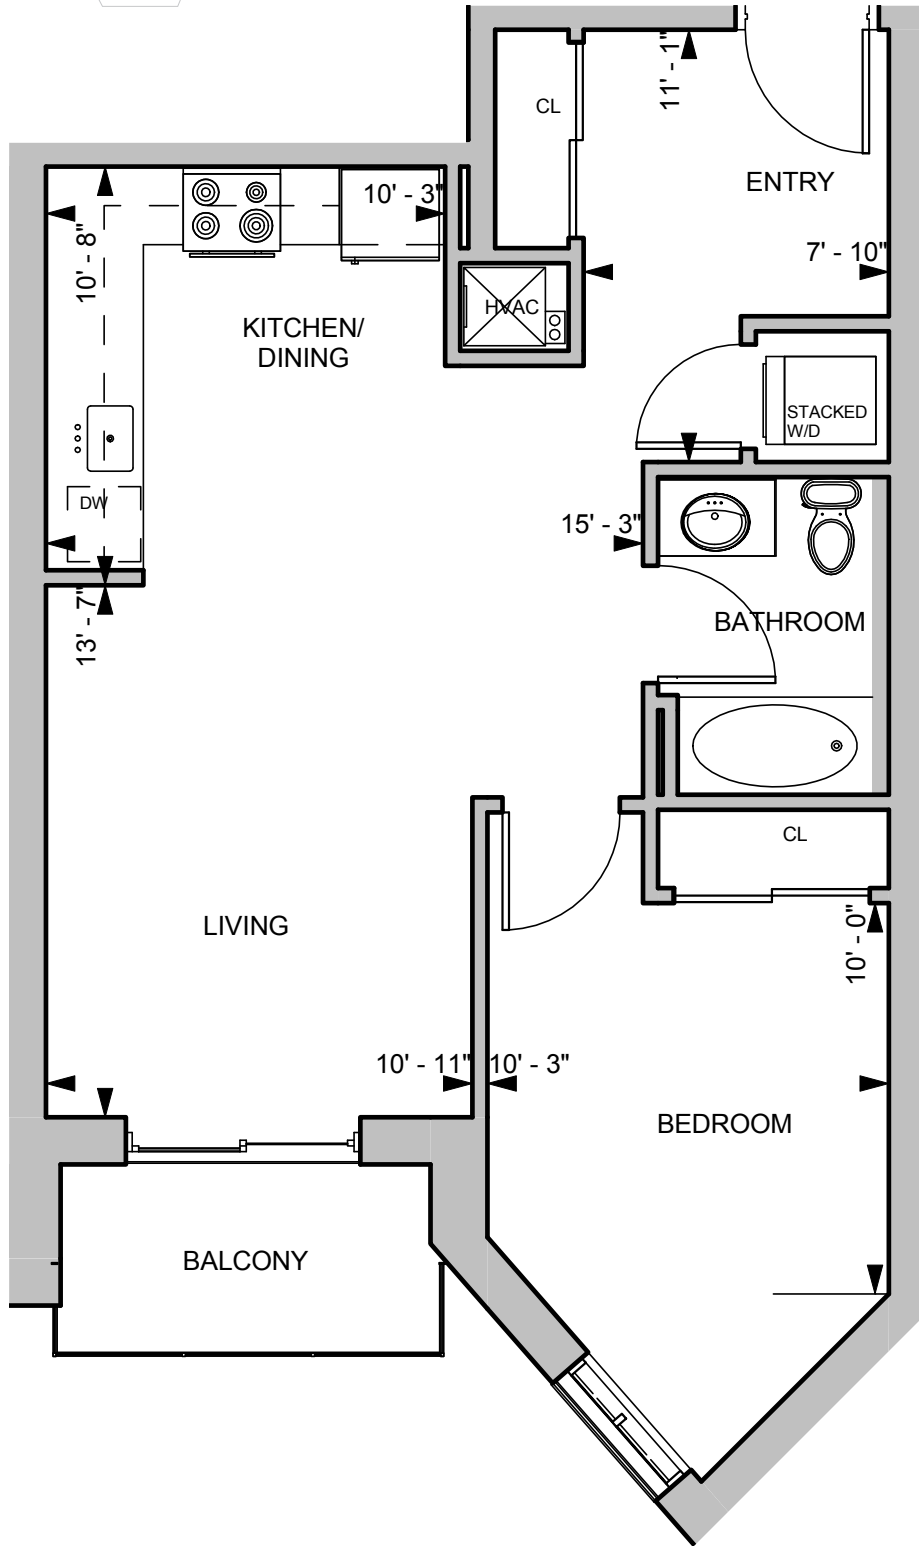 11' - 1"
CL
ENTRY
10' - 3"
10' - 8"
7' - 10"
HVAC
KITCHEN/
DINING
STACKED
W/D
DW
15' - 3"
13' - 7"
BATHROOM
CL
LIVING
10' - 0"
10' - 11"
10' - 3"
BEDROOM
BALCONY